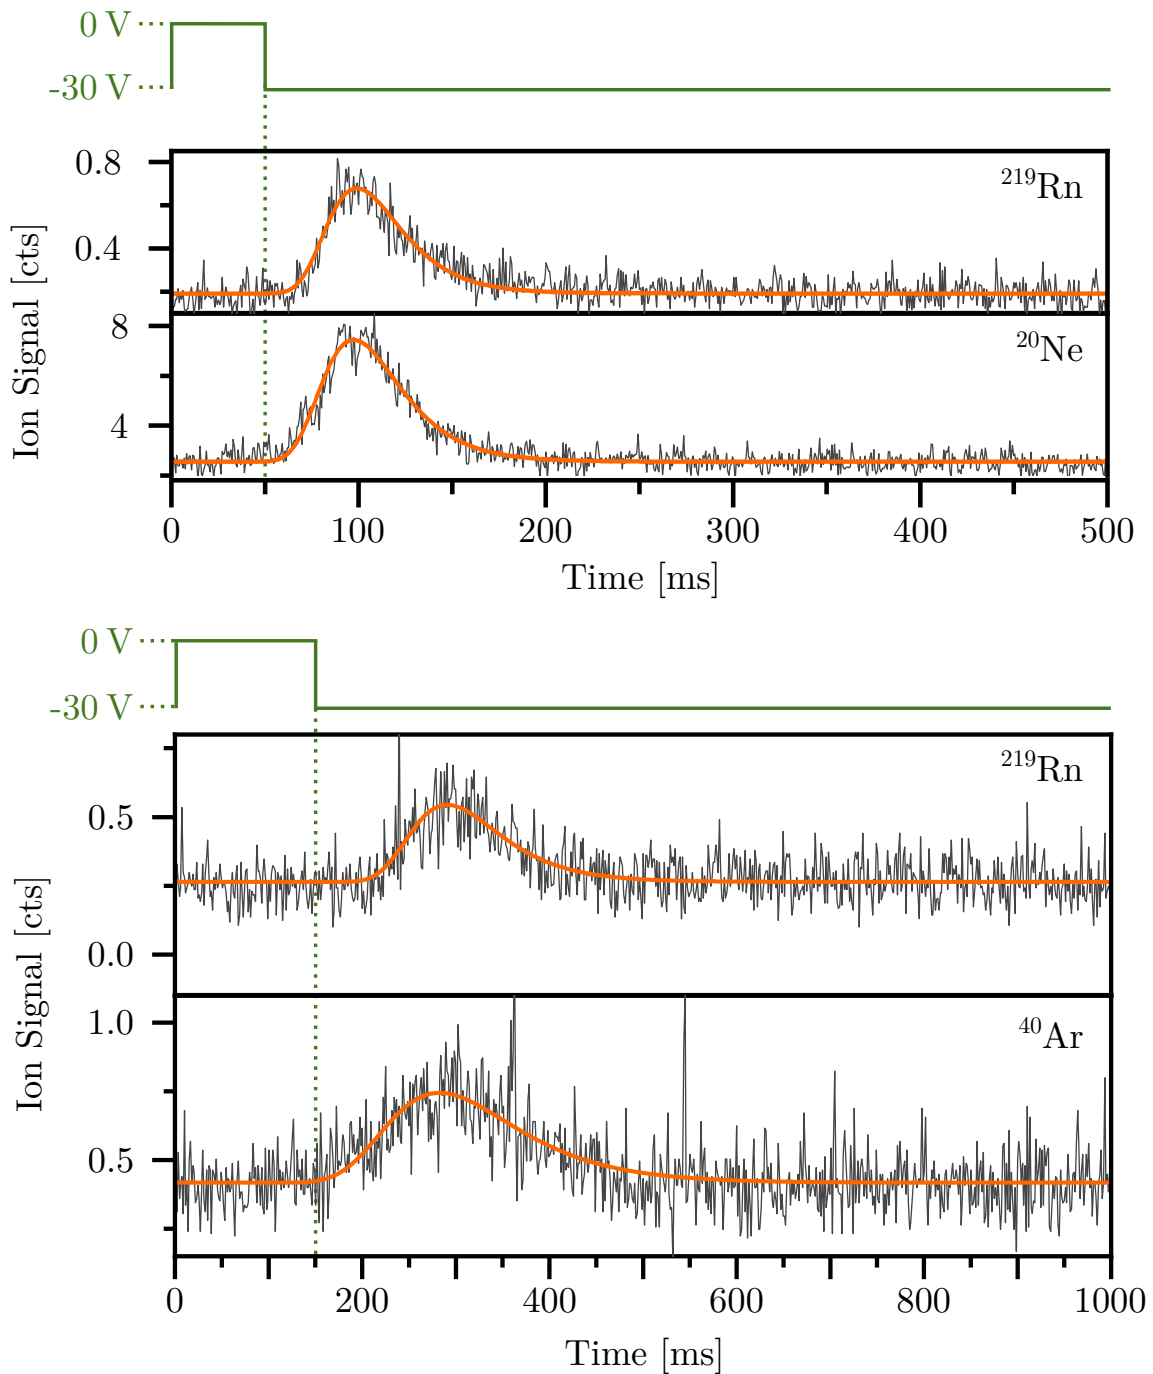 0 V
-30 V
0.8
0.4
²¹⁹Rn
8
4
²⁰Ne
Ion Signal [cts]
0 100 200 300 400 500
Time [ms]
0 V
-30 V
0.5
0.0
²¹⁹Rn
1.0
0.5
⁴⁰Ar
Ion Signal [cts]
0 200 400 600 800 1000
Time [ms]